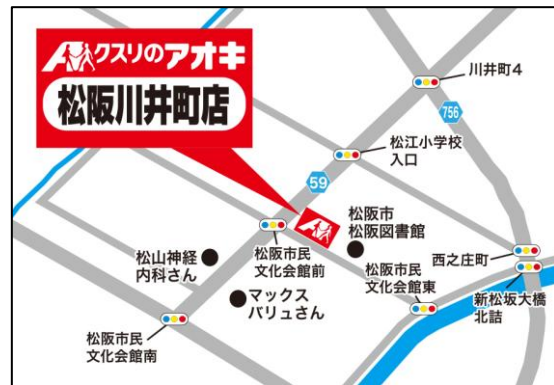 クスリのアオキ
松阪川井町店
川井町4
756
松江小学校
入口
59
松阪市
松阪図書館
松阪市民
文化会館前
松山神経
内科さん
西之庄町
松阪市民
文化会館東
マックス
バリュさん
新松坂大橋
北詰
松阪市民
文化会館南